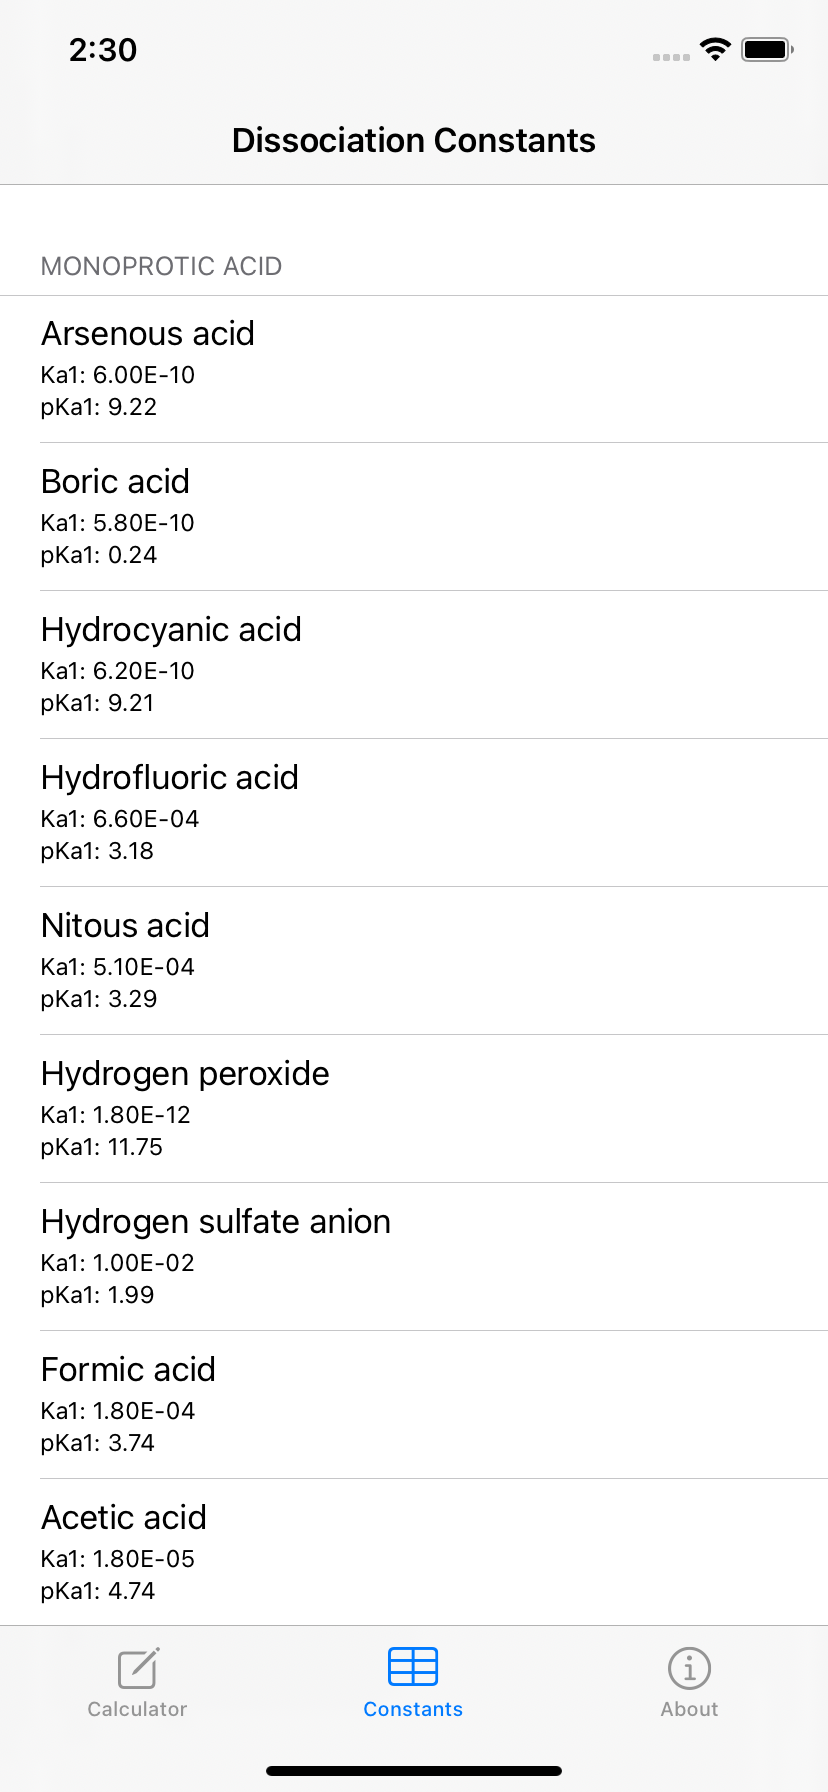 2:30
Dissociation Constants
MONOPROTIC ACID
Arsenous acid
Ka1: 6.00E-10
pKa1: 9.22
Boric acid
Ka1: 5.80E-10
pKa1: 0.24
Hydrocyanic acid
Ka1: 6.20E-10
pKa1: 9.21
Hydrofluoric acid
Ka1: 6.60E-04
pKa1: 3.18
Nitous acid
Ka1: 5.10E-04
pKa1: 3.29
Hydrogen peroxide
Ka1: 1.80E-12
pKa1: 11.75
Hydrogen sulfate anion
Ka1: 1.00E-02
pKa1: 1.99
Formic acid
Ka1: 1.80E-04
pKa1: 3.74
Acetic acid
Ka1: 1.80E-05
pKa1: 4.74
Calculator
Constants
About